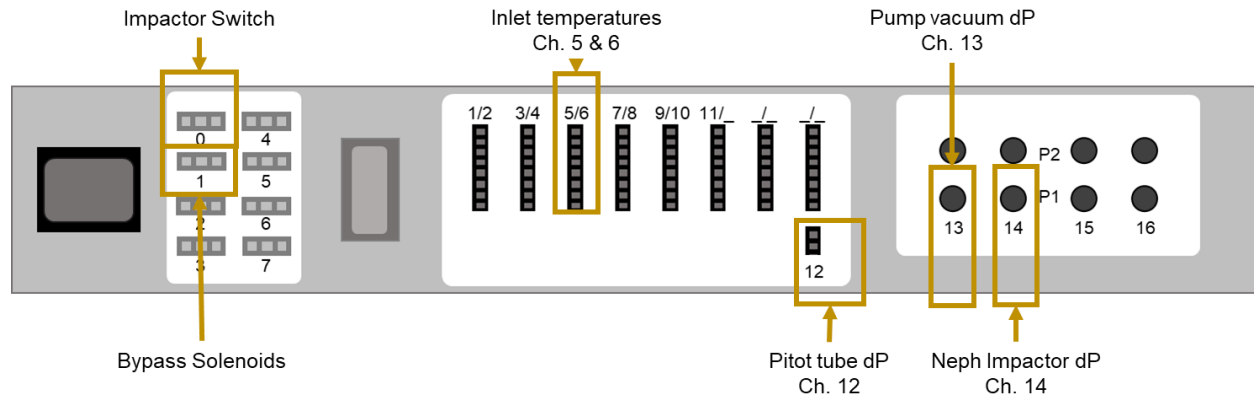 Impactor Switch
Inlet temperatures
Ch. 5 & 6
Pump vacuum dP
Ch. 13
0 4
1 5
2 6
3 7
1/2 3/4 5/6 7/8 9/10 11/_ _/_ _/_
12
P2
P1
13 14 15 16
Bypass Solenoids
Pitot tube dP
Ch. 12
Neph Impactor dP
Ch. 14